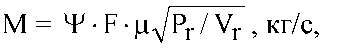 M = Ψ · F · μ√(P_r / V_r) , кг/с,